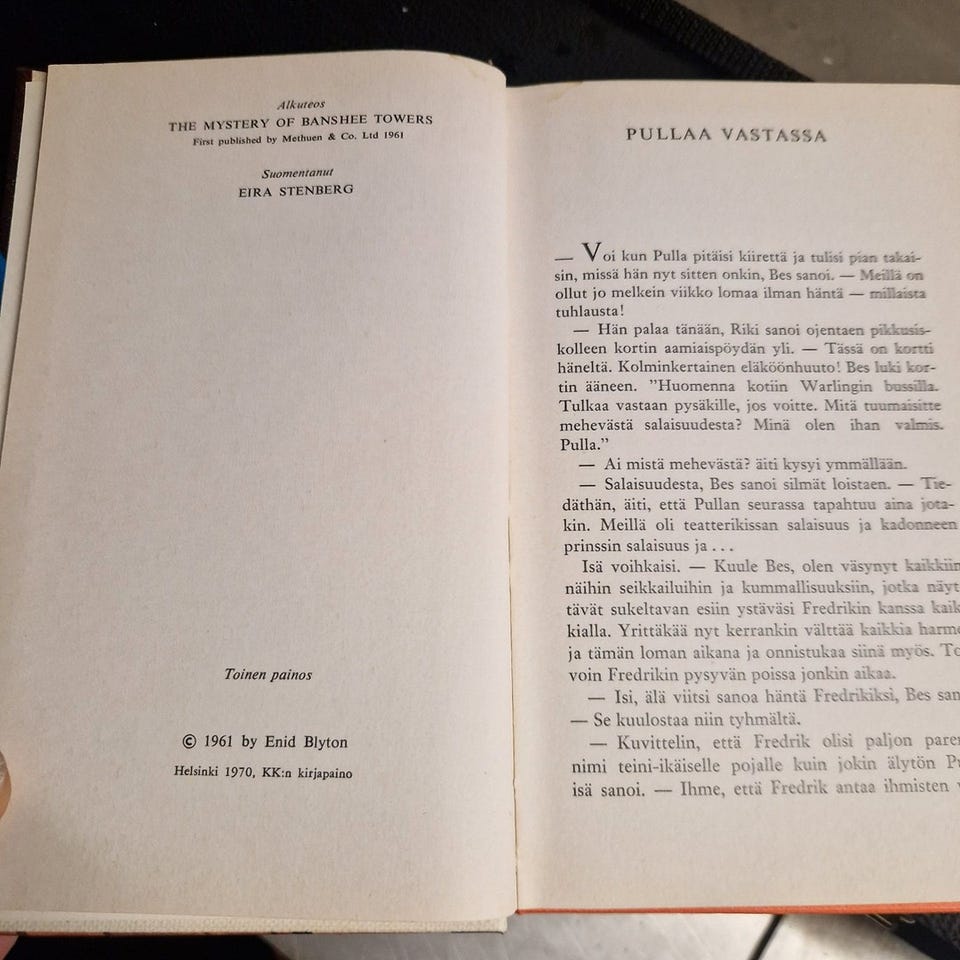 Alkuteos
THE MYSTERY OF BANSHEE TOWERS
First published by Methuen & Co. Ltd 1961
Suomentanut
EIRA STENBERG
Toinen painos
© 1961 by Enid Blyton
Helsinki 1970, KK:n kirjapaino
PULLAA VASTASSA
— Voi kun Pulla pitäisi kiirettä ja tulisi pian takai-
sin, missä hän nyt sitten onkin, Bes sanoi. — Meillä on
ollut jo melkein viikko lomaa ilman häntä — millaista
tuhlausta!
— Hän palaa tänään, Riki sanoi ojentaen pikkusis-
kolleen kortin aamiaispöydän yli. — Tässä on kortti
häneltä. Kolminkertainen eläköönhuuto! Bes luki kor-
tin ääneen. ”Huomenna kotiin Warlingin bussilla.
Tulkaa vastaan pysäkille, jos voitte. Mitä tuumaisitte
mehevästä salaisuudesta? Minä olen ihan valmis.
Pulla.”
— Ai mistä mehevästä? äiti kysyi ymmällään.
— Salaisuudesta, Bes sanoi silmät loistaen. — Tie-
däthän, äiti, että Pullan seurassa tapahtuu aina jota-
kin. Meillä oli teatterikissan salaisuus ja kadonneen
prinssin salaisuus ja . . .
Isä voihkaisi. — Kuule Bes, olen väsynyt kaikkiin
näihin seikkailuihin ja kummallisuuksiin, jotka näyt
tävät sukeltavan esiin ystäväsi Fredrikin kanssa kaik
kialla. Yrittäkää nyt kerrankin välttää kaikkia harme
ja tämän loman aikana ja onnistukaa siinä myös. To
voin Fredrikin pysyvän poissa jonkin aikaa.
— Isi, älä viitsi sanoa häntä Fredrikiksi, Bes san
— Se kuulostaa niin tyhmältä.
— Kuvittelin, että Fredrik olisi paljon paren
nimi teini-ikäiselle pojalle kuin jokin älytön Pu
isä sanoi. — Ihme, että Fredrik antaa ihmisten